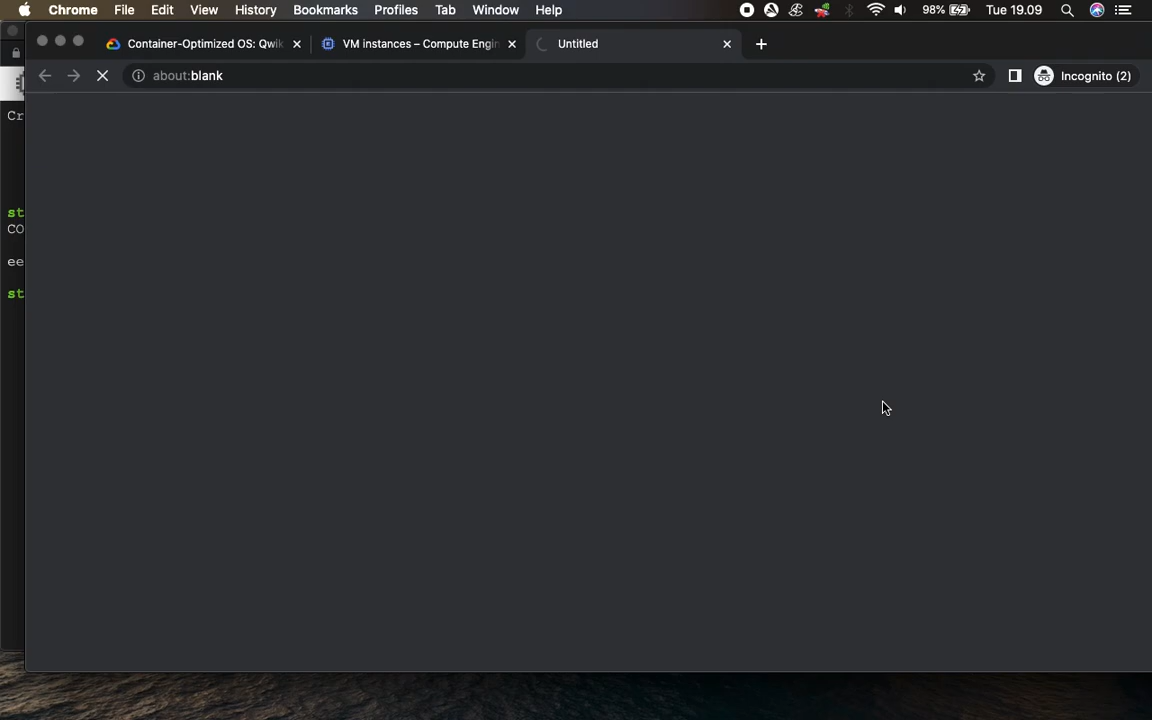 Chrome File Edit View History Bookmarks Profiles Tab Window Help 98% Tue 19.09
Container-Optimized OS: Qwik VM instances – Compute Engin Untitled
about:blank Incognito (2)
Cr
st
CO
ee
st